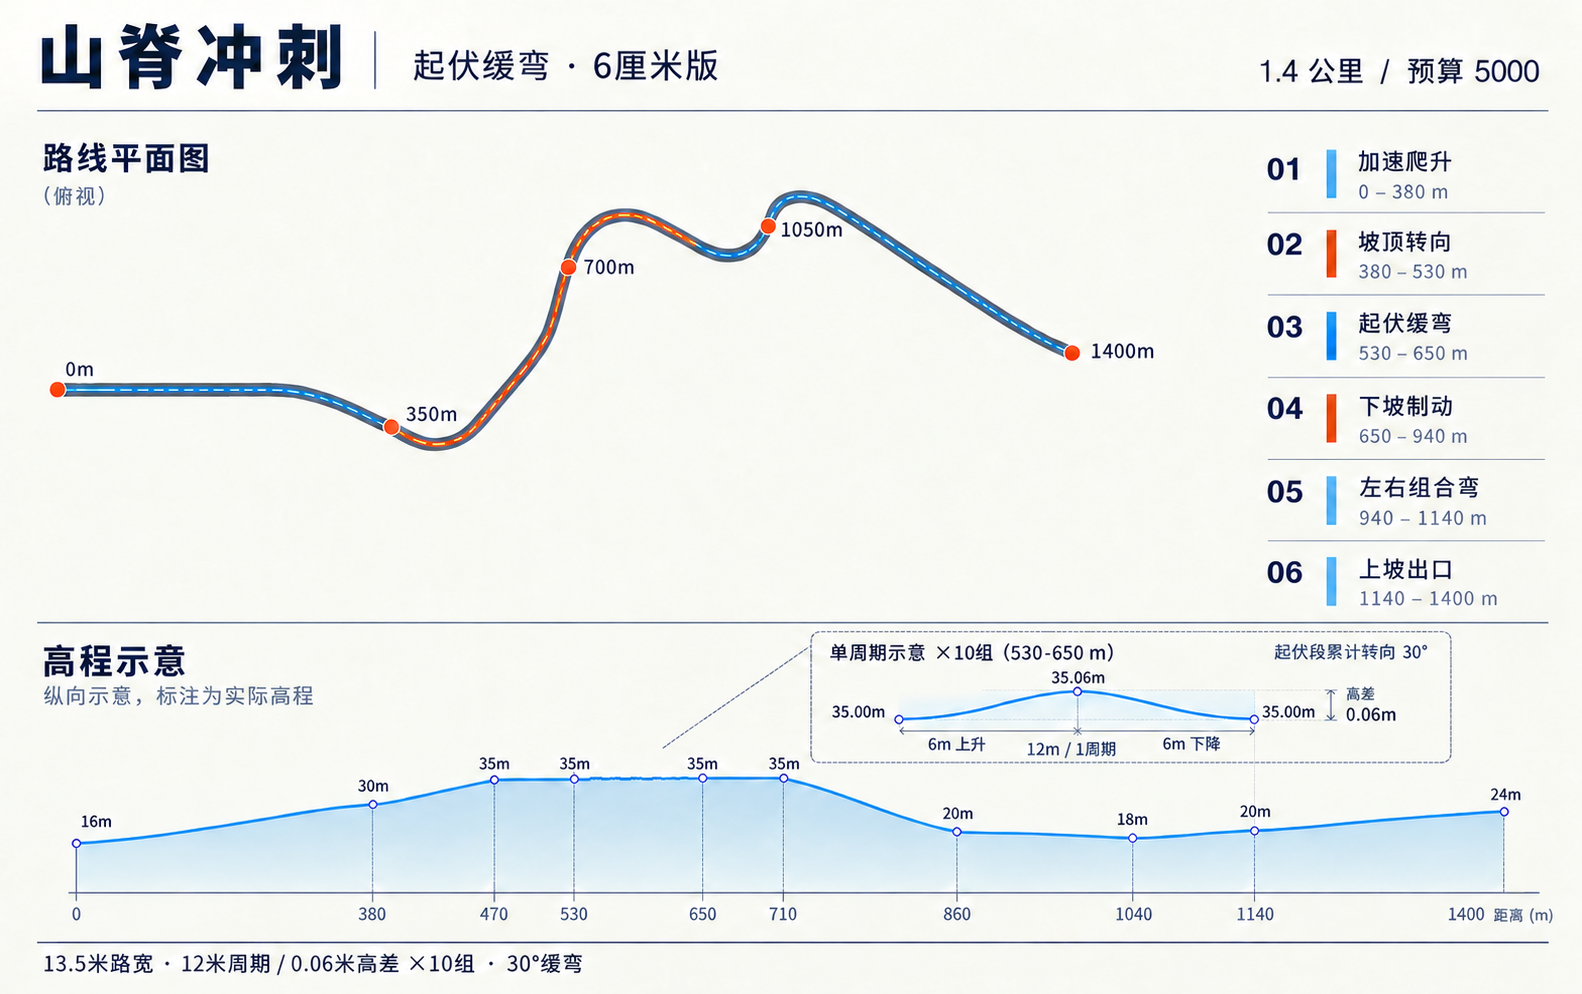 山脊冲刺
起伏缓弯 · 6厘米版
1.4 公里 / 预算 5000
路线平面图
（俯视）
0m
350m
700m
1050m
1400m
01 加速爬升
0 – 380 m
02 坡顶转向
380 – 530 m
03 起伏缓弯
530 – 650 m
04 下坡制动
650 – 940 m
05 左右组合弯
940 – 1140 m
06 上坡出口
1140 – 1400 m
高程示意
纵向示意，标注为实际高程
单周期示意 ×10组（530-650 m）
起伏段累计转向 30°
35.06m
35.00m
35.00m
高差
0.06m
6m 上升
12m / 1周期
6m 下降
16m
30m
35m
35m
35m
35m
20m
18m
20m
24m
0
380
470
530
650
710
860
1040
1140
1400 距离 (m)
13.5米路宽 · 12米周期 / 0.06米高差 ×10组 · 30°缓弯